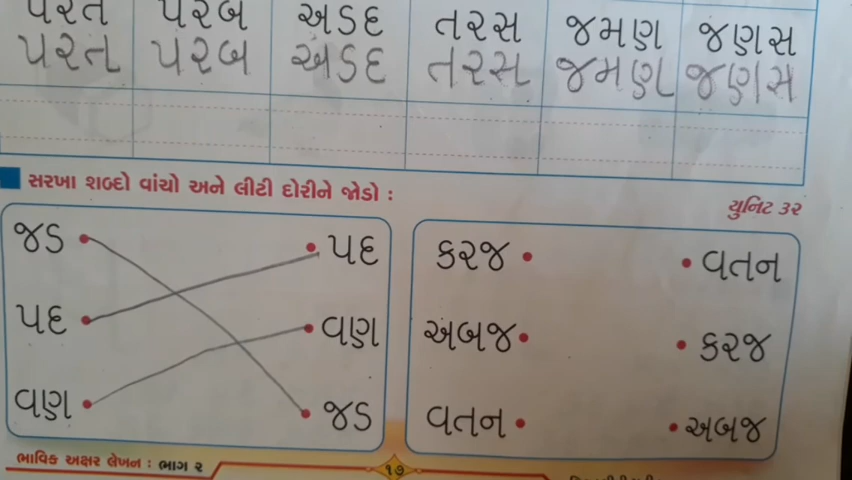 પરત પરબ અડદ તરસ જમણ જણસ
પરત પરબ અડદ તરસ જમણ જણસ
સરખા શબ્દો વાંચો અને લીટી દોરીને જોડો :
યુનિટ ૩૨
જડ પદ
પદ વણ
વણ જડ
કરજ વતન
અબજ કરજ
વતન અબજ
ભાવિક અક્ષર લેખન : ભાગ ૨
૧૭